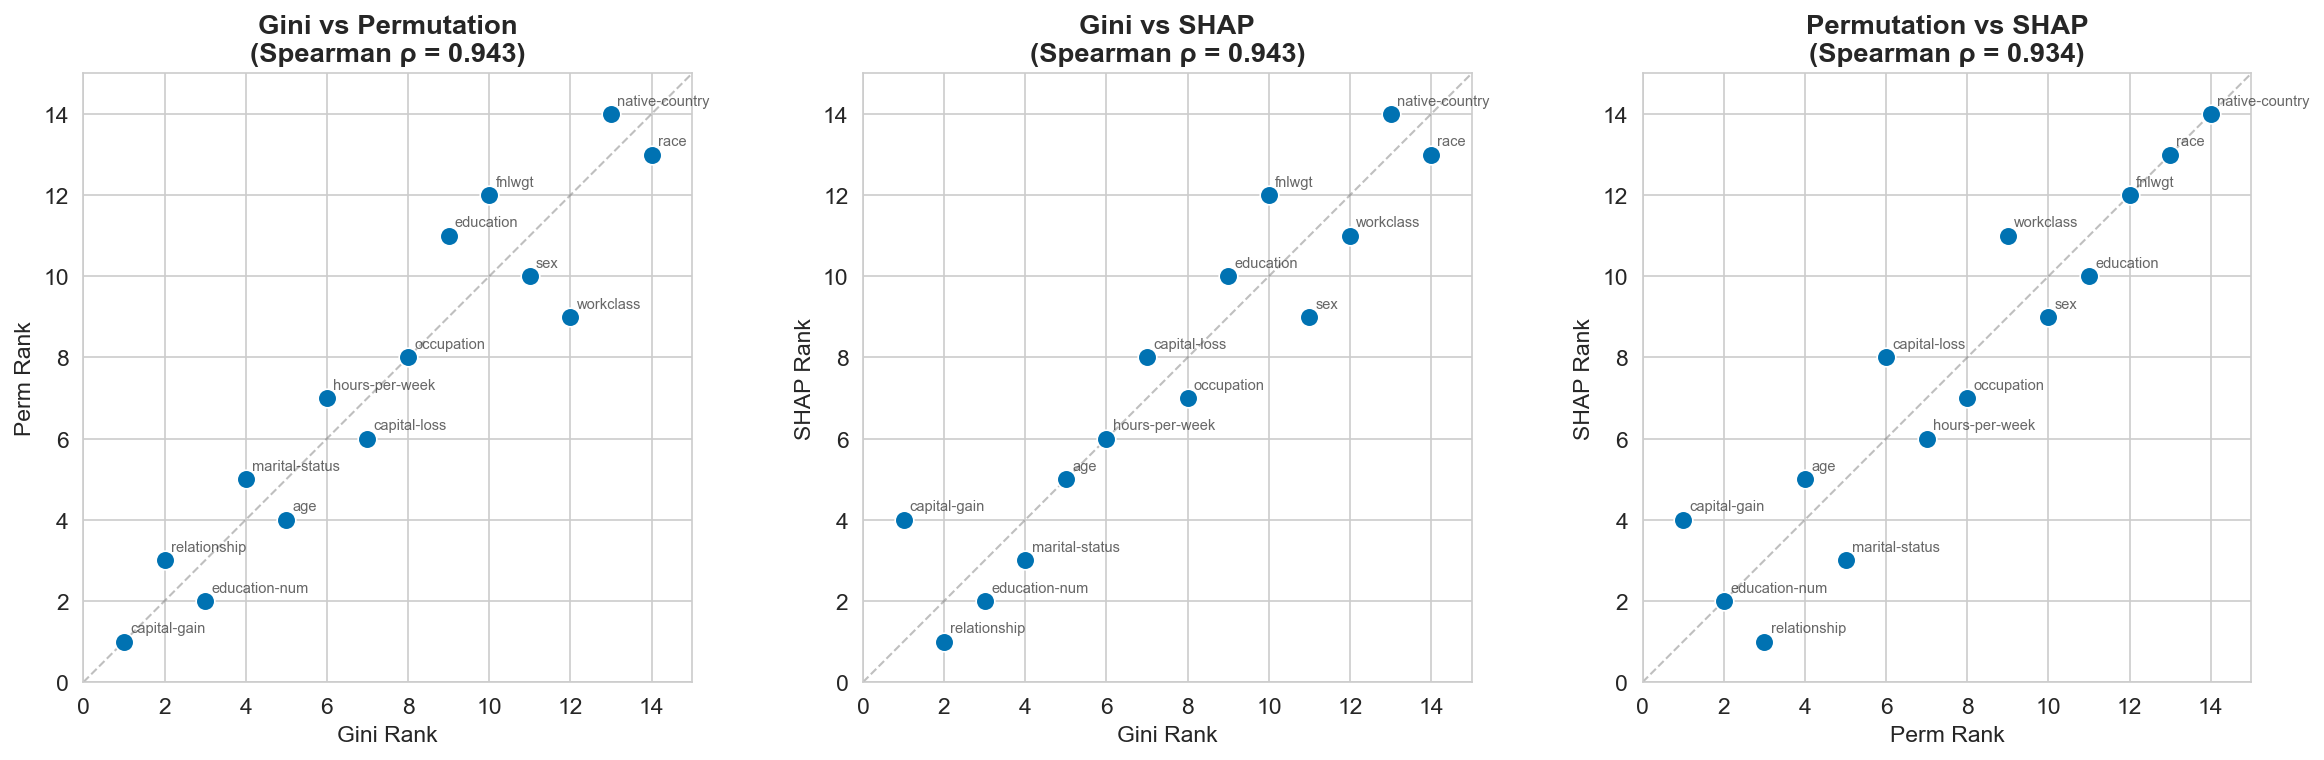 Gini vs Permutation
(Spearman ρ = 0.943)
Perm Rank
14
12
10
8
6
4
2
0
native-country
race
fnlwgt
education
sex
workclass
occupation
hours-per-week
capital-loss
marital-status
age
relationship
education-num
capital-gain
0 2 4 6 8 10 12 14
Gini Rank
Gini vs SHAP
(Spearman ρ = 0.943)
SHAP Rank
14
12
10
8
6
4
2
0
native-country
race
fnlwgt
workclass
education
sex
capital-loss
occupation
hours-per-week
age
capital-gain
marital-status
education-num
relationship
0 2 4 6 8 10 12 14
Gini Rank
Permutation vs SHAP
(Spearman ρ = 0.934)
SHAP Rank
14
12
10
8
6
4
2
0
native-country
race
fnlwgt
workclass
education
sex
capital-loss
occupation
hours-per-week
age
capital-gain
marital-status
education-num
relationship
0 2 4 6 8 10 12 14
Perm Rank